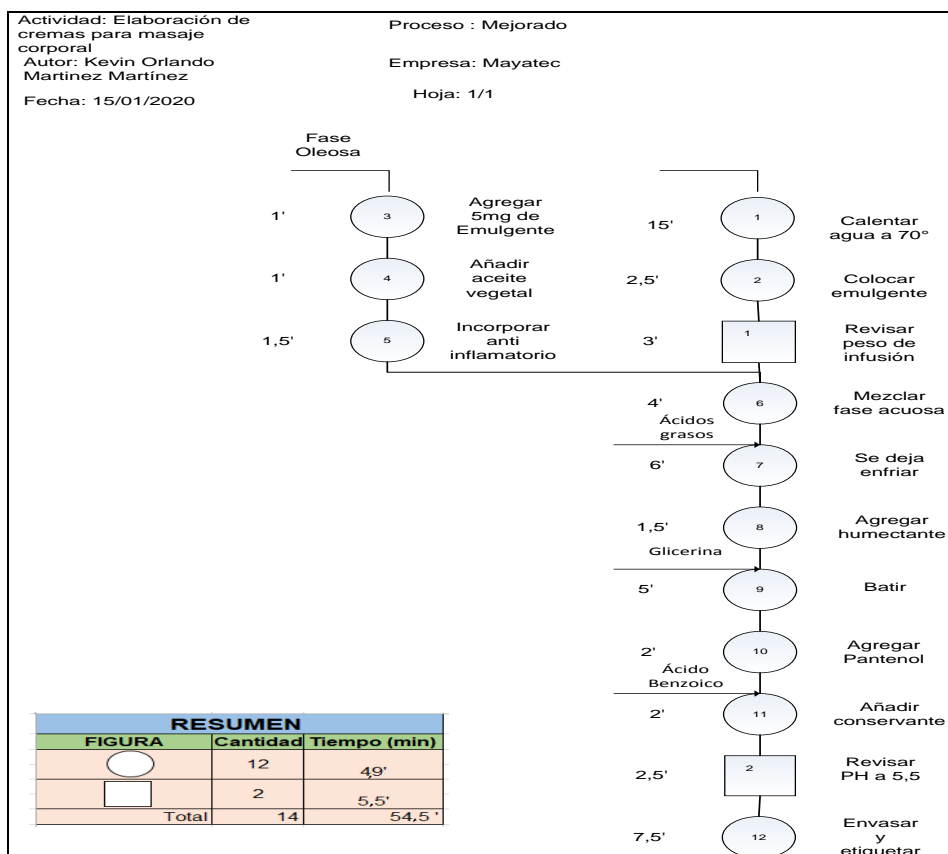 Actividad: Elaboración de
cremas para masaje
corporal
Proceso : Mejorado
Autor: Kevin Orlando
Martinez Martínez
Empresa: Mayatec
Fecha: 15/01/2020
Hoja: 1/1
Fase
Oleosa
1'
3
Agregar
5mg de
Emulgente
15'
1
Calentar
agua a 70°
1'
4
Añadir
aceite
vegetal
2,5'
2
Colocar
emulgente
1,5'
5
Incorporar
anti
inflamatorio
3'
1
Revisar
peso de
infusión
4'
6
Mezclar
fase acuosa
Ácidos
grasos
6'
7
Se deja
enfriar
1,5'
8
Agregar
humectante
Glicerina
5'
9
Batir
2'
10
Agregar
Pantenol
Ácido
Benzoico
2'
11
Añadir
conservante
2,5'
2
Revisar
PH a 5,5
7,5'
12
Envasar
y
etiquetar
RESUMEN
FIGURA Cantidad Tiempo (min)
12 49'
2 5,5'
Total 14 54,5 '